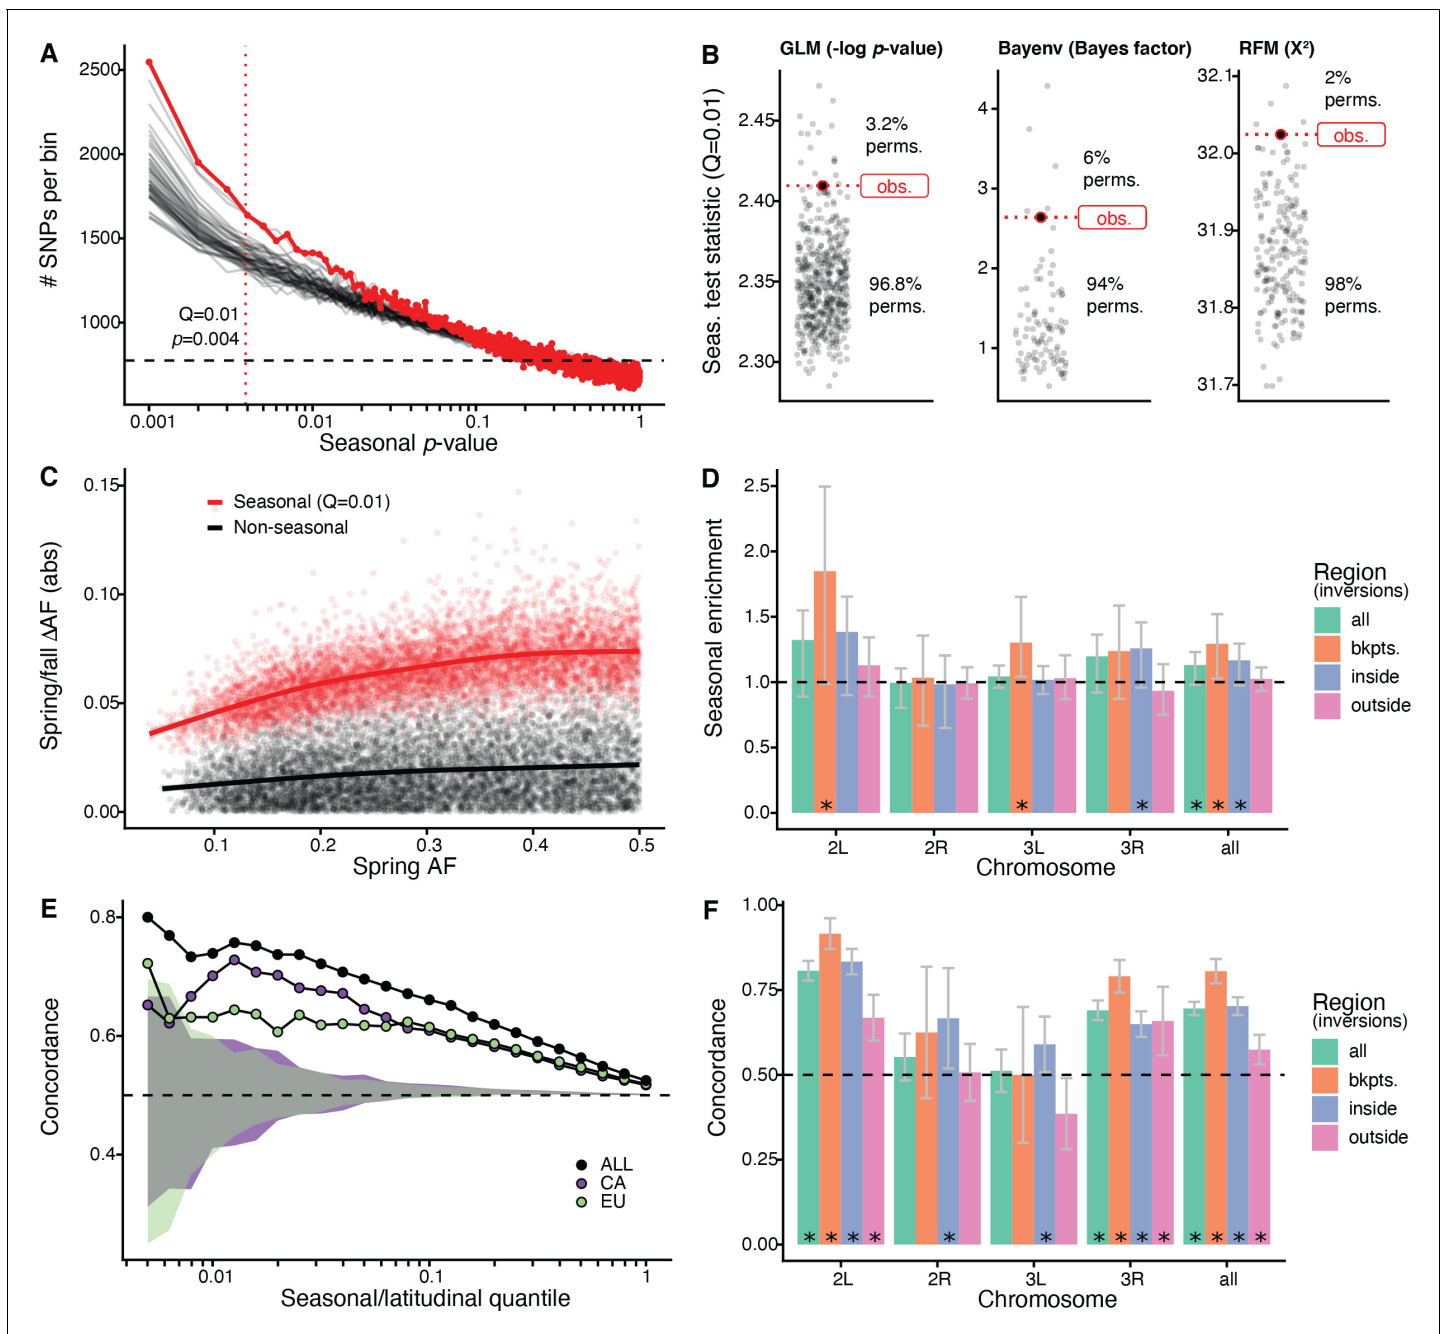 A
2500
2000
1500
1000
# SNPs per bin
Q=0.01
p=0.004
0.001
0.01
0.1
1
Seasonal p-value
B
GLM (-log p-value)
Bayenv (Bayes factor)
RFM (X²)
Seas. test statistic (Q=0.01)
2.45
2.40
2.35
2.30
3.2%
perms.
obs.
96.8%
perms.
4
3
2
1
6%
perms.
obs.
94%
perms.
32.1
32.0
31.9
31.8
31.7
2%
perms.
obs.
98%
perms.
C
0.15
0.10
0.05
0.00
Spring/fall ΔAF (abs)
Seasonal (Q=0.01)
Non-seasonal
0.1
0.2
0.3
0.4
0.5
Spring AF
D
2.5
2.0
1.5
1.0
0.5
0.0
Seasonal enrichment
* * * * * *
2L
2R
3L
3R
all
Chromosome
Region
(inversions)
all
bkpts.
inside
outside
E
0.8
0.6
0.4
Concordance
ALL
CA
EU
0.01
0.1
1
Seasonal/latitudinal quantile
F
1.00
0.75
0.50
0.25
0.00
Concordance
* * * * * * * * * * * * * *
2L
2R
3L
3R
all
Chromosome
Region
(inversions)
all
bkpts.
inside
outside